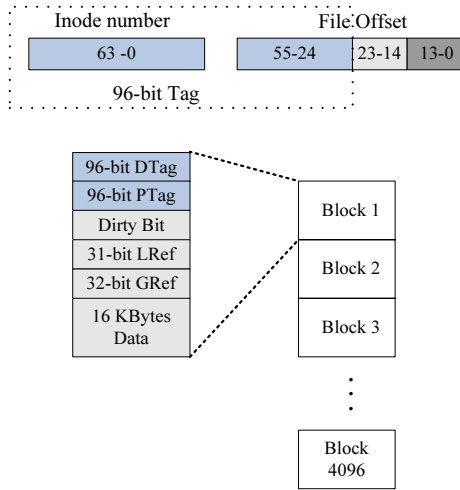 Inode number
File Offset
63 -0
55-24
23-14
13-0
96-bit Tag
96-bit DTag
96-bit PTag
Dirty Bit
31-bit LRef
32-bit GRef
16 KBytes
Data
Block 1
Block 2
Block 3
Block
4096